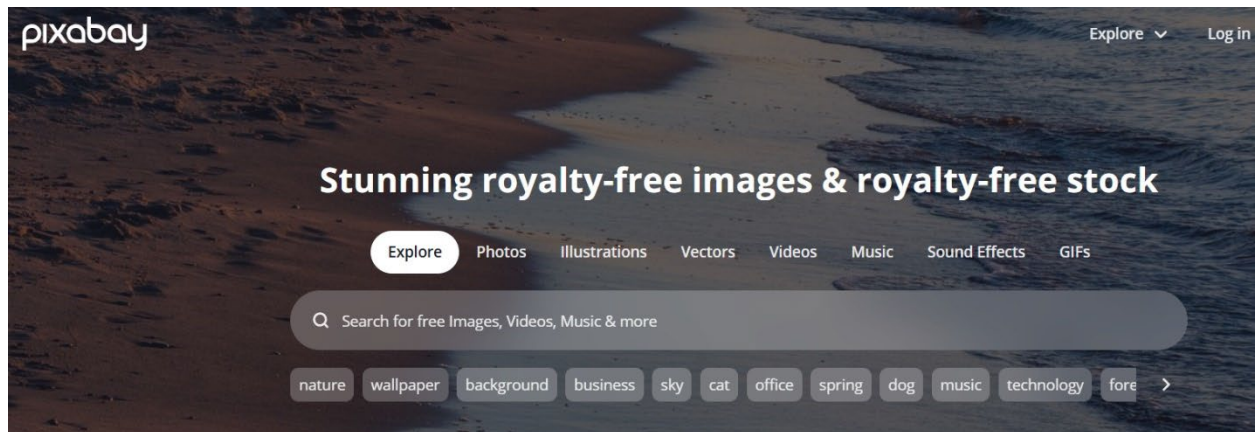 pixabay
Explore Log in
Stunning royalty-free images & royalty-free stock
Explore Photos Illustrations Vectors Videos Music Sound Effects GIFs
Search for free Images, Videos, Music & more
nature wallpaper background business sky cat office spring dog music technology fore